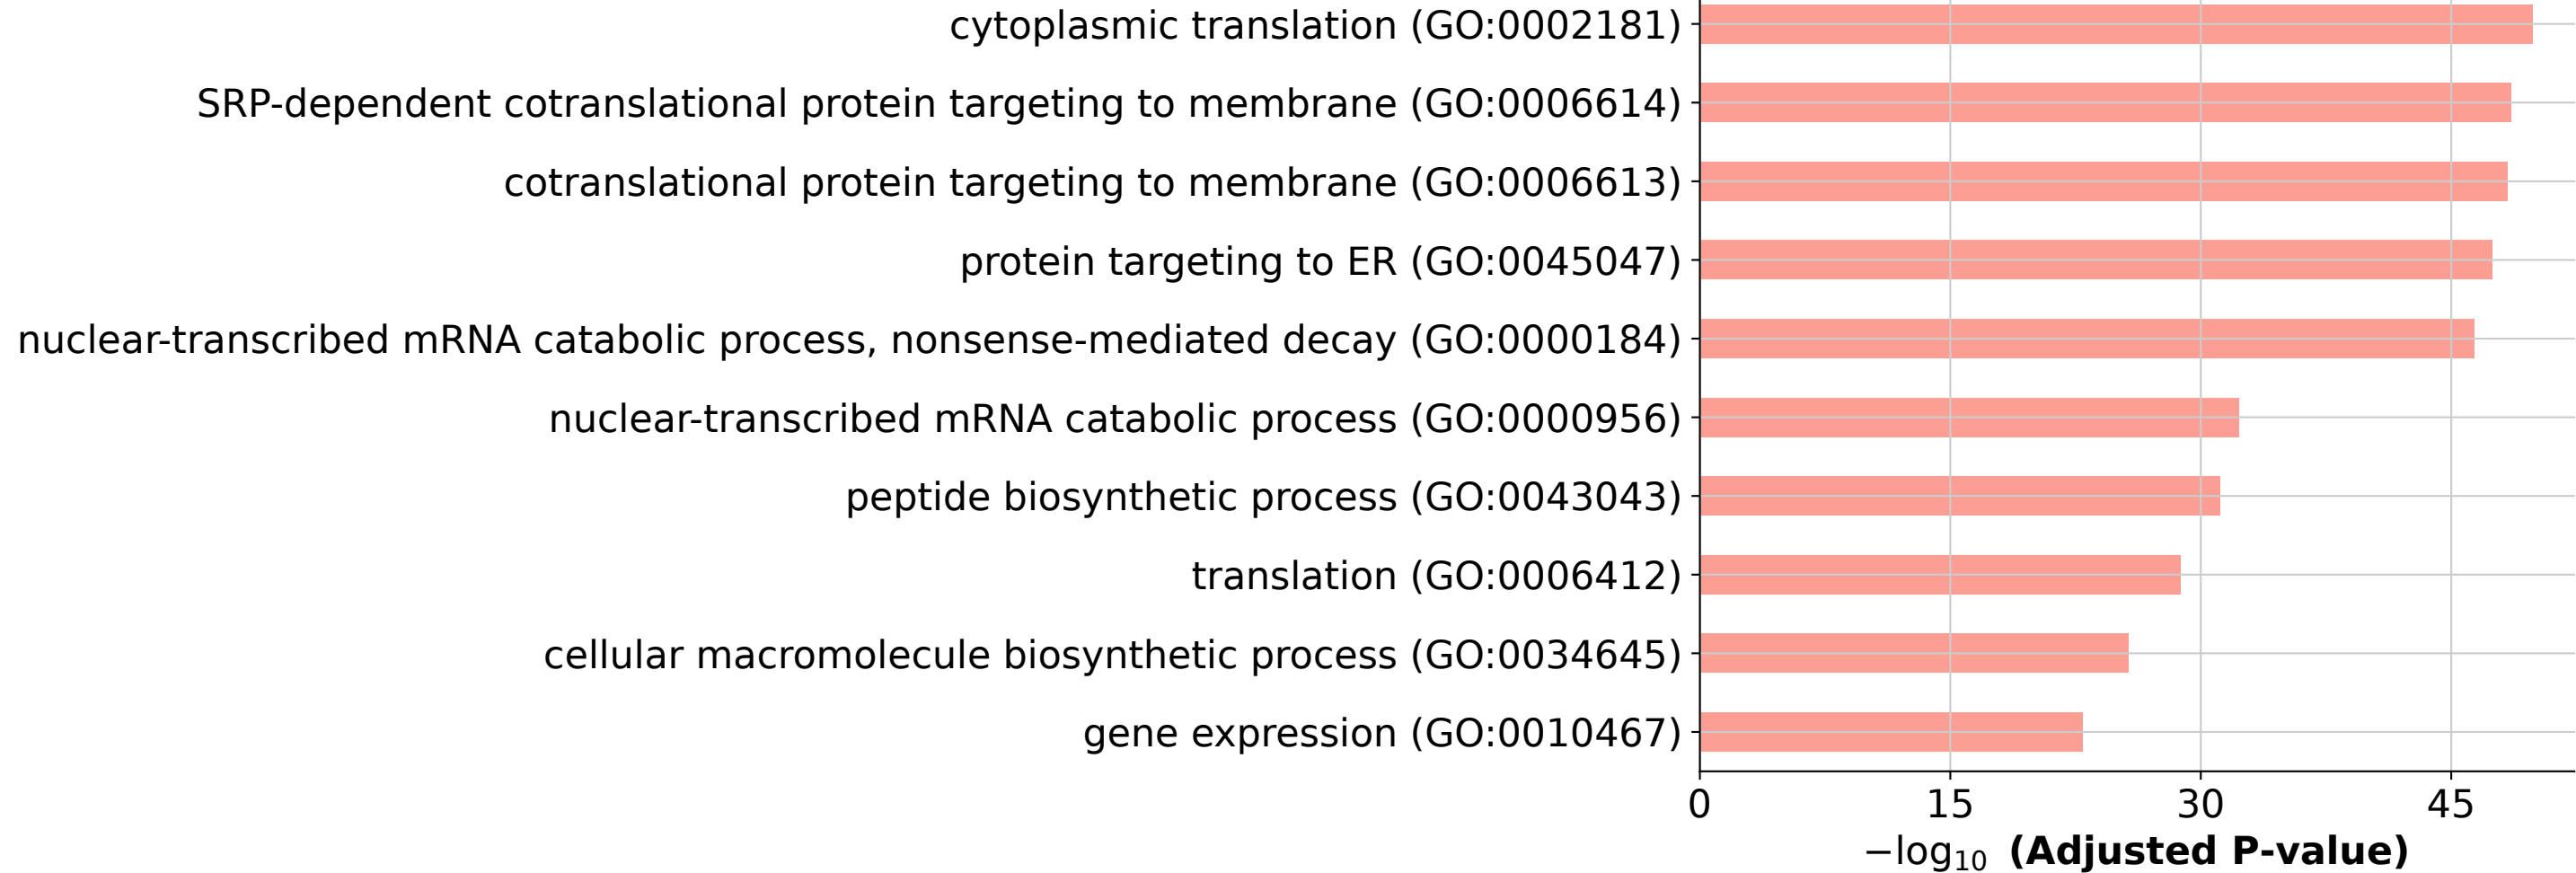 cytoplasmic translation (GO:0002181)
SRP-dependent cotranslational protein targeting to membrane (GO:0006614)
cotranslational protein targeting to membrane (GO:0006613)
protein targeting to ER (GO:0045047)
nuclear-transcribed mRNA catabolic process, nonsense-mediated decay (GO:0000184)
nuclear-transcribed mRNA catabolic process (GO:0000956)
peptide biosynthetic process (GO:0043043)
translation (GO:0006412)
cellular macromolecule biosynthetic process (GO:0034645)
gene expression (GO:0010467)
0 15 30 45
−log₁₀ (Adjusted P-value)